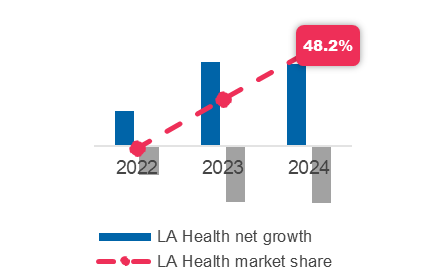 48.2%
2022 2023 2024
LA Health net growth
LA Health market share